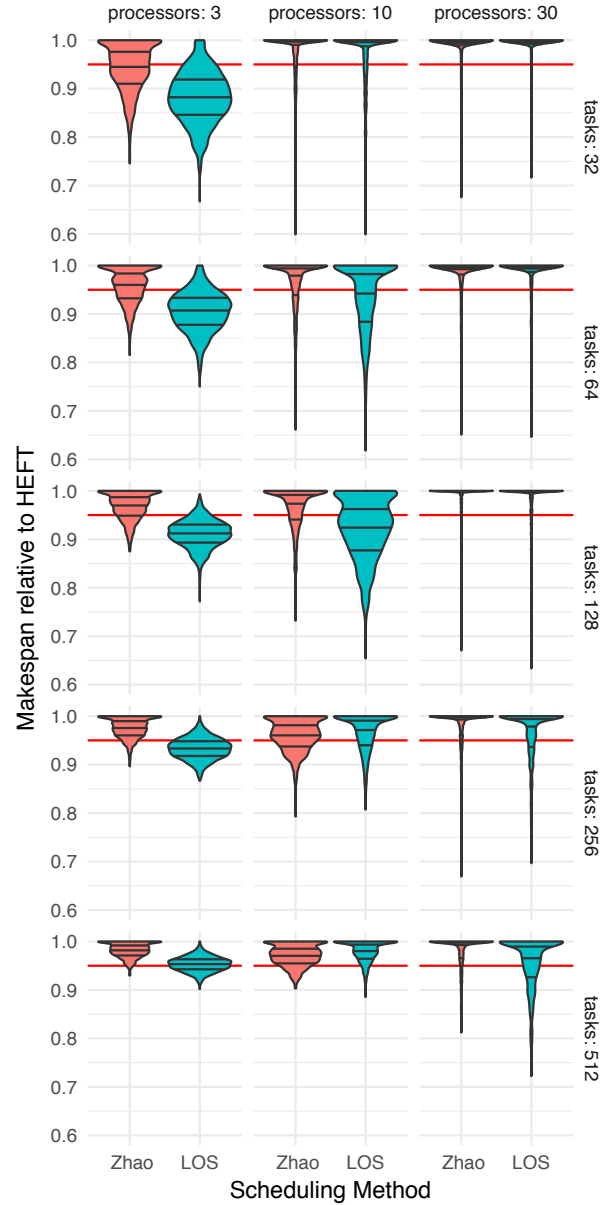 processors: 3 processors: 10 processors: 30
1.0
0.9
0.8
0.7
0.6
tasks: 32
1.0
0.9
0.8
0.7
0.6
tasks: 64
1.0
0.9
0.8
0.7
0.6
tasks: 128
1.0
0.9
0.8
0.7
0.6
tasks: 256
1.0
0.9
0.8
0.7
0.6
tasks: 512
Makespan relative to HEFT
Zhao LOS Zhao LOS Zhao LOS
Scheduling Method